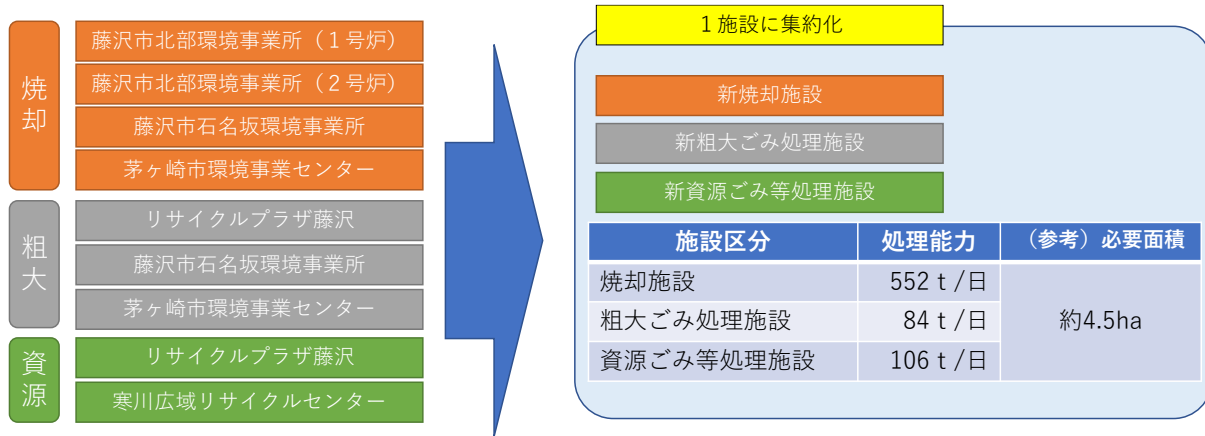 焼却
藤沢市北部環境事業所（１号炉）
藤沢市北部環境事業所（２号炉）
藤沢市石名坂環境事業所
茅ヶ崎市環境事業センター
粗大
リサイクルプラザ藤沢
藤沢市石名坂環境事業所
茅ヶ崎市環境事業センター
資源
リサイクルプラザ藤沢
寒川広域リサイクルセンター
１施設に集約化
新焼却施設
新粗大ごみ処理施設
新資源ごみ等処理施設
施設区分 処理能力 （参考）必要面積
焼却施設 552ｔ/日
粗大ごみ処理施設 84ｔ/日 約4.5ha
資源ごみ等処理施設 106ｔ/日